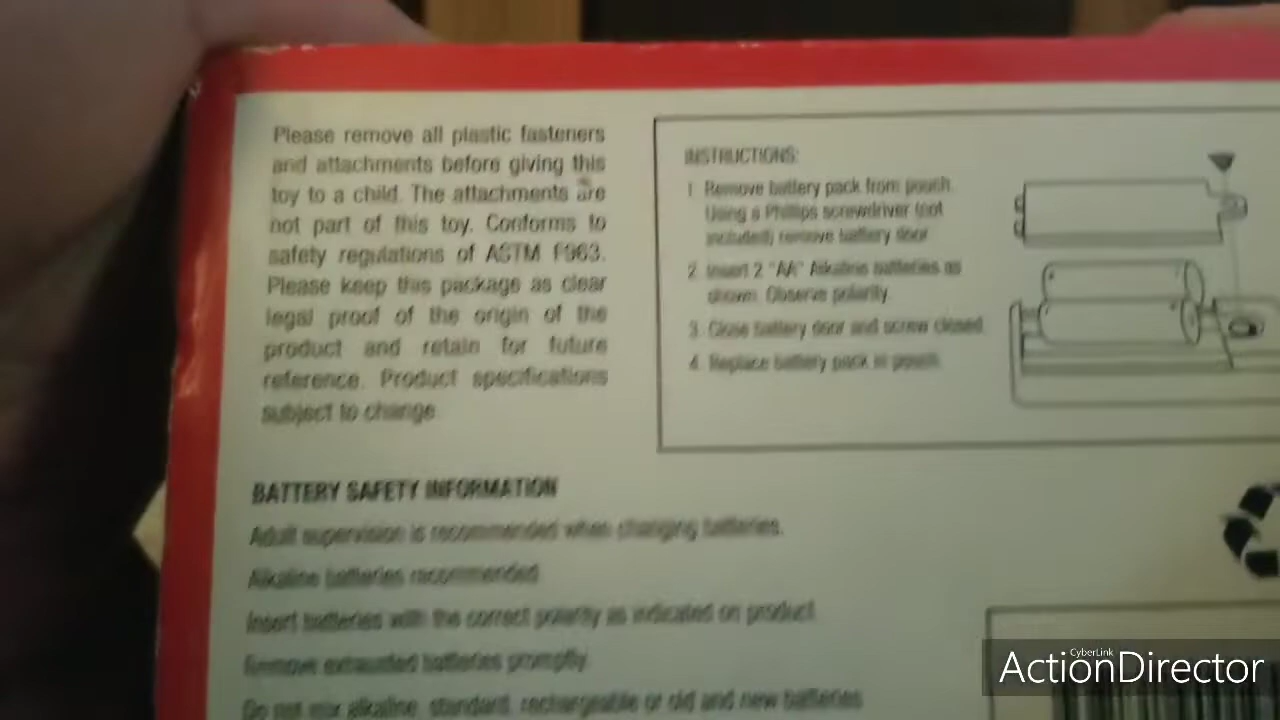 Please remove all plastic fasteners
and attachments before giving this
toy to a child. The attachments are
not part of this toy. Conforms to
safety regulations of ASTM F963.
Please keep this package as clear
legal proof of the origin of the
product and retain for future
reference. Product specifications
subject to change
INSTRUCTIONS:
1. Remove battery pack from pouch.
Using a Phillips screwdriver (not
included) remove battery door
2. Insert 2 "AA" Alkaline batteries as
shown. Observe polarity.
3. Close battery door and screw closed.
4. Replace battery pack in pouch.
BATTERY SAFETY INFORMATION
Adult supervision is recommended when changing batteries.
Alkaline batteries recommended
Insert batteries with the correct polarity as indicated on product.
Remove exhausted batteries promptly.
Do not mix alkaline, standard, rechargeable or old and new batteries
CyberLink
ActionDirector